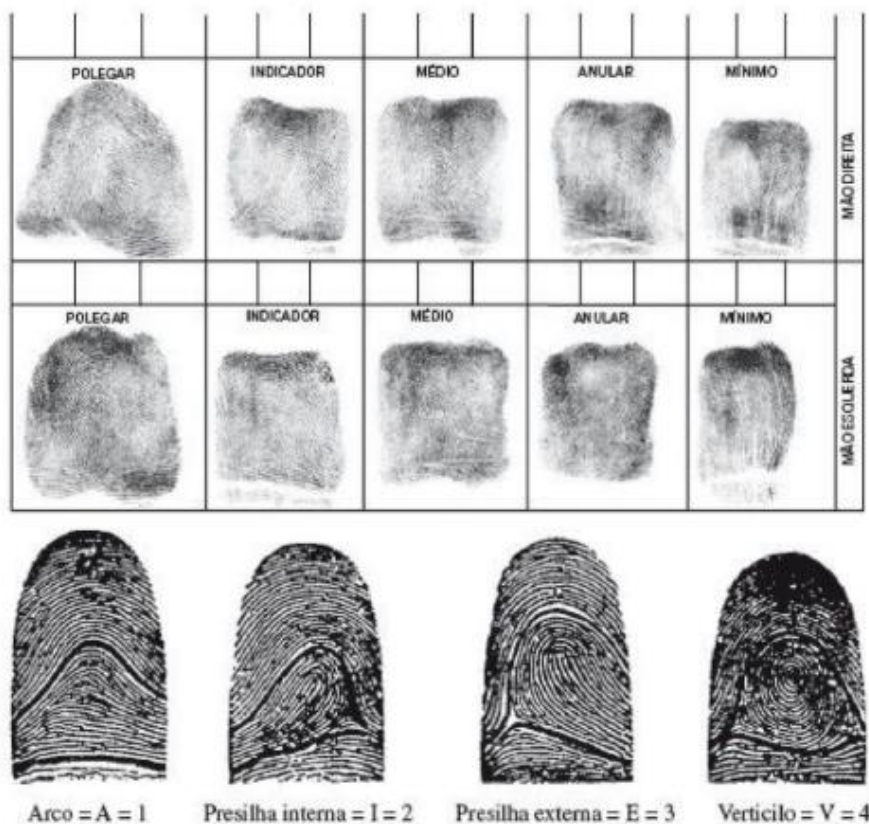 POLEGAR INDICADOR MÉDIO ANULAR MÍNIMO
MÃO DIREITA
POLEGAR INDICADOR MÉDIO ANULAR MÍNIMO
MÃO ESQUERDA
Arco = A = 1 Presilha interna = I = 2 Presilha externa = E = 3 Verticilo = V = 4